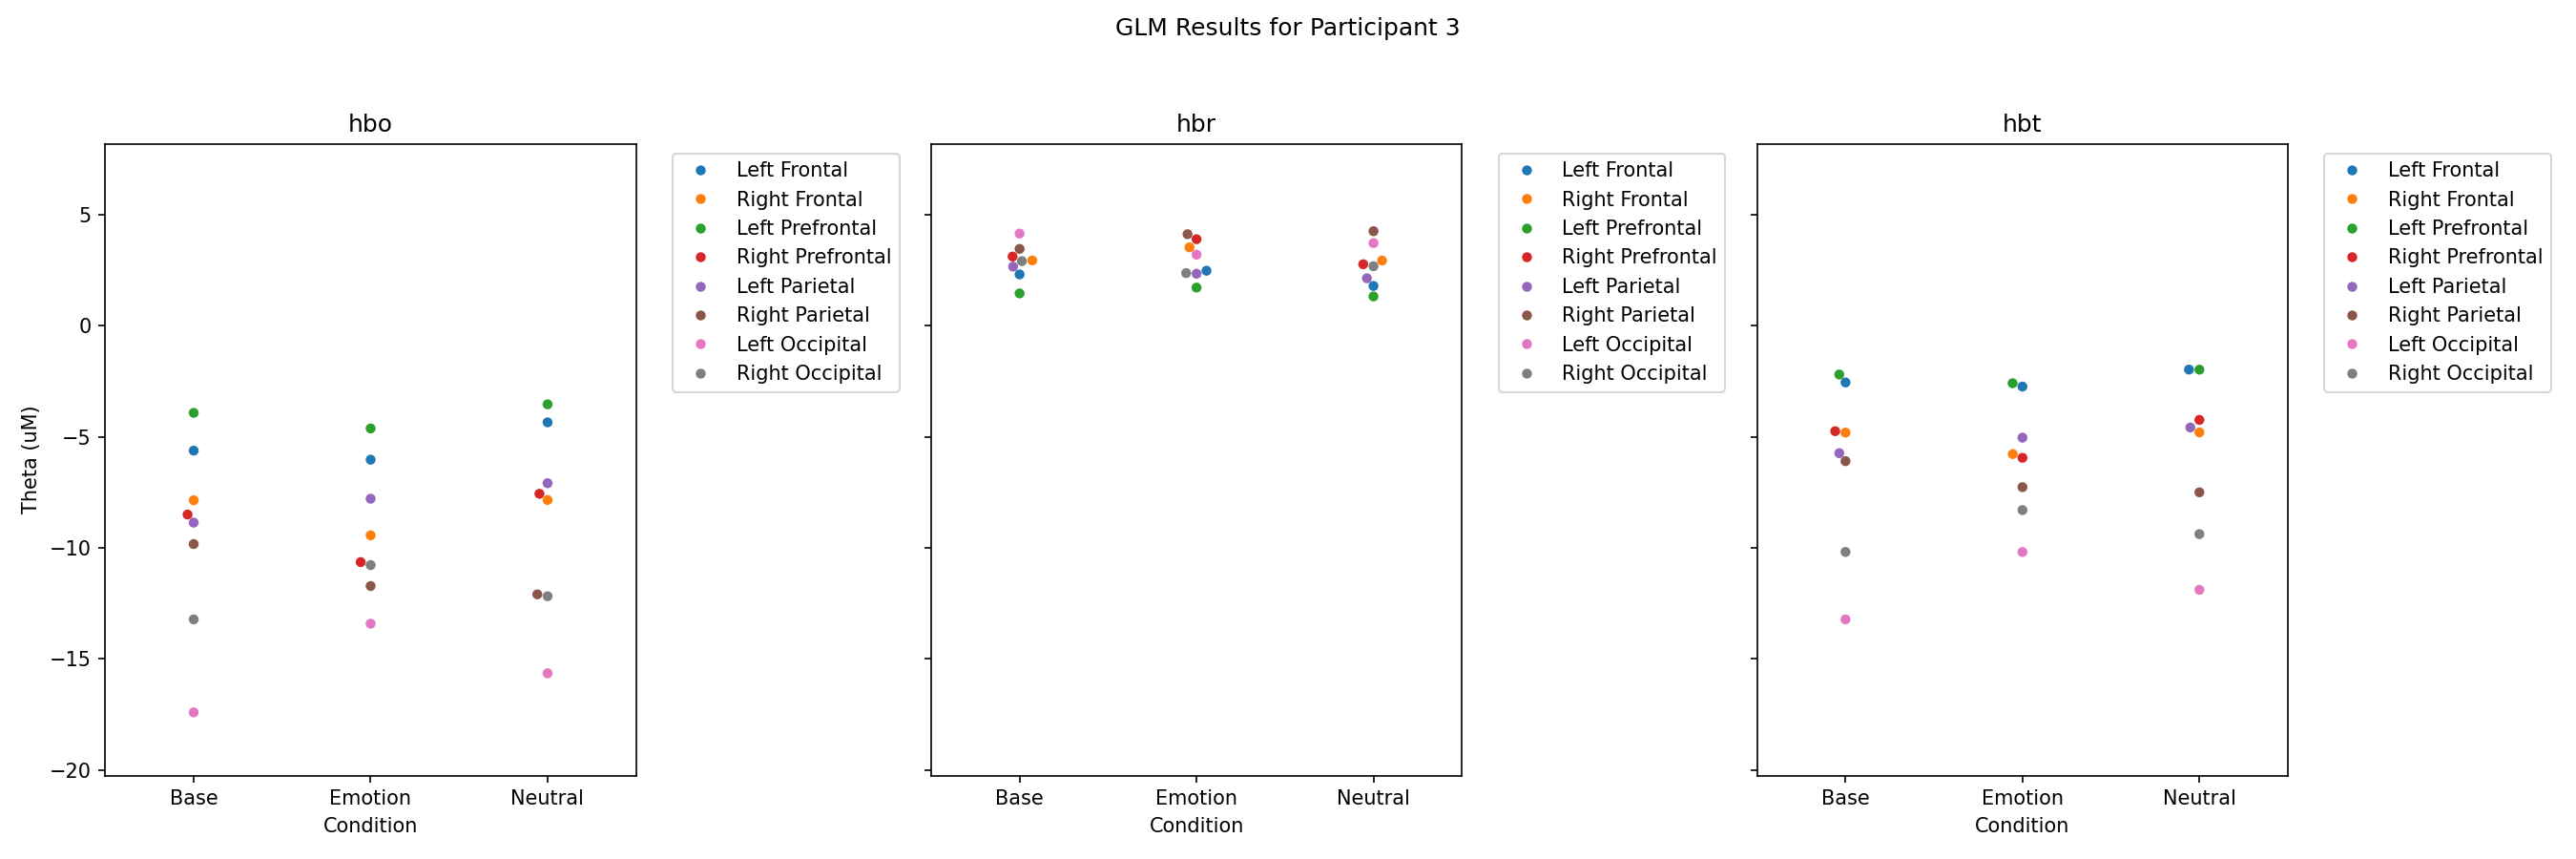 GLM Results for Participant 3
hbo
hbr
hbt
Theta (uM)
5
0
−5
−10
−15
−20
Base
Emotion
Neutral
Condition
Left Frontal
Right Frontal
Left Prefrontal
Right Prefrontal
Left Parietal
Right Parietal
Left Occipital
Right Occipital
Base
Emotion
Neutral
Condition
Left Frontal
Right Frontal
Left Prefrontal
Right Prefrontal
Left Parietal
Right Parietal
Left Occipital
Right Occipital
Base
Emotion
Neutral
Condition
Left Frontal
Right Frontal
Left Prefrontal
Right Prefrontal
Left Parietal
Right Parietal
Left Occipital
Right Occipital